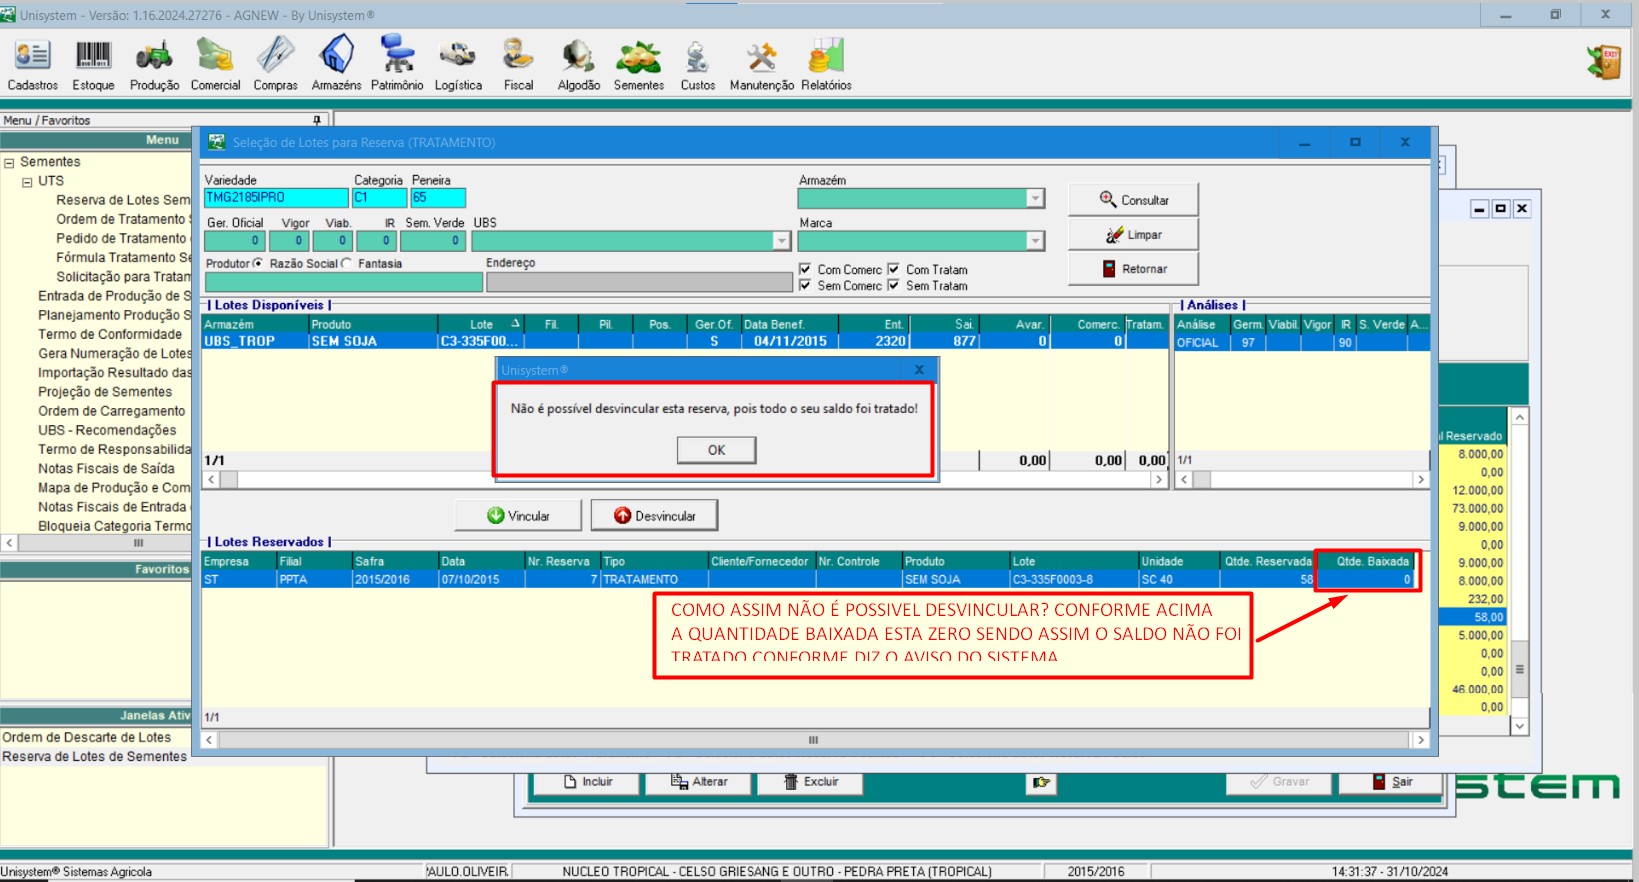 Unisystem - Versão: 1.16.2024.27276 - AGNEW - By Unisystem®
Cadastros Estoque Produção Comercial Compras Armazéns Patrimônio Logística Fiscal Algodão Sementes Custos Manutenção Relatórios
EXIT
Menu / Favoritos
Menu
Sementes
UTS
Reserva de Lotes Sem
Ordem de Tratamento
Pedido de Tratamento
Fórmula Tratamento Se
Solicitação para Tratam
Entrada de Produção de S
Planejamento Produção S
Termo de Conformidade
Gera Numeração de Lotes
Importação Resultado das
Projeção de Sementes
Ordem de Carregamento
UBS - Recomendações
Termo de Responsabilida
Notas Fiscais de Saída
Mapa de Produção e Com
Notas Fiscais de Entrada
Bloqueia Categoria Termo
Favoritos
Janelas Ativ
Ordem de Descarte de Lotes
Reserva de Lotes de Sementes
Seleção de Lotes para Reserva (TRATAMENTO)
Variedade Categoria Peneira Armazém
TMG2185IPRO C1 65
Consultar
Ger. Oficial Vigor Viab. IR Sem. Verde UBS Marca
0 0 0 0 0
Limpar
Produtor Razão Social Fantasia Endereço
Com Comerc Com Tratam
Sem Comerc Sem Tratam
Retornar
| Lotes Disponíveis |
Armazém Produto Lote Fil. Pil. Pos. Ger.Of. Data Benef. Ent. Sai. Avar. Comerc. Tratam.
UBS_TROP SEM SOJA C3-335F00... S 04/11/2015 2320 877 0 0
1/1 0,00 0,00 0,00
| Análises |
Análise Germ. Viabil. Vigor IR S. Verde A...
OFICIAL 97 90
1/1
Unisystem®
Não é possível desvincular esta reserva, pois todo o seu saldo foi tratado!
OK
Vincular Desvincular
| Lotes Reservados |
Empresa Filial Safra Data Nr. Reserva Tipo Cliente/Fornecedor Nr. Controle Produto Lote Unidade Qtde. Reservada Qtde. Baixada
ST PPTA 2015/2016 07/10/2015 7 TRATAMENTO SEM SOJA C3-335F0003-8 SC 40 58 0
COMO ASSIM NÃO É POSSIVEL DESVINCULAR? CONFORME ACIMA
A QUANTIDADE BAIXADA ESTA ZERO SENDO ASSIM O SALDO NÃO FOI
TRATADO CONFORME DIZ O AVISO DO SISTEMA
1/1
l Reservado
8.000,00
0,00
12.000,00
73.000,00
9.000,00
0,00
9.000,00
8.000,00
232,00
58,00
5.000,00
0,00
0,00
46.000,00
0,00
Incluir Alterar Excluir Gravar Sair
stem
Unisystem® Sistemas Agricola AULO.OLIVEIR. NUCLEO TROPICAL - CELSO GRIESANG E OUTRO - PEDRA PRETA (TROPICAL) 2015/2016 14:31:37 - 31/10/2024